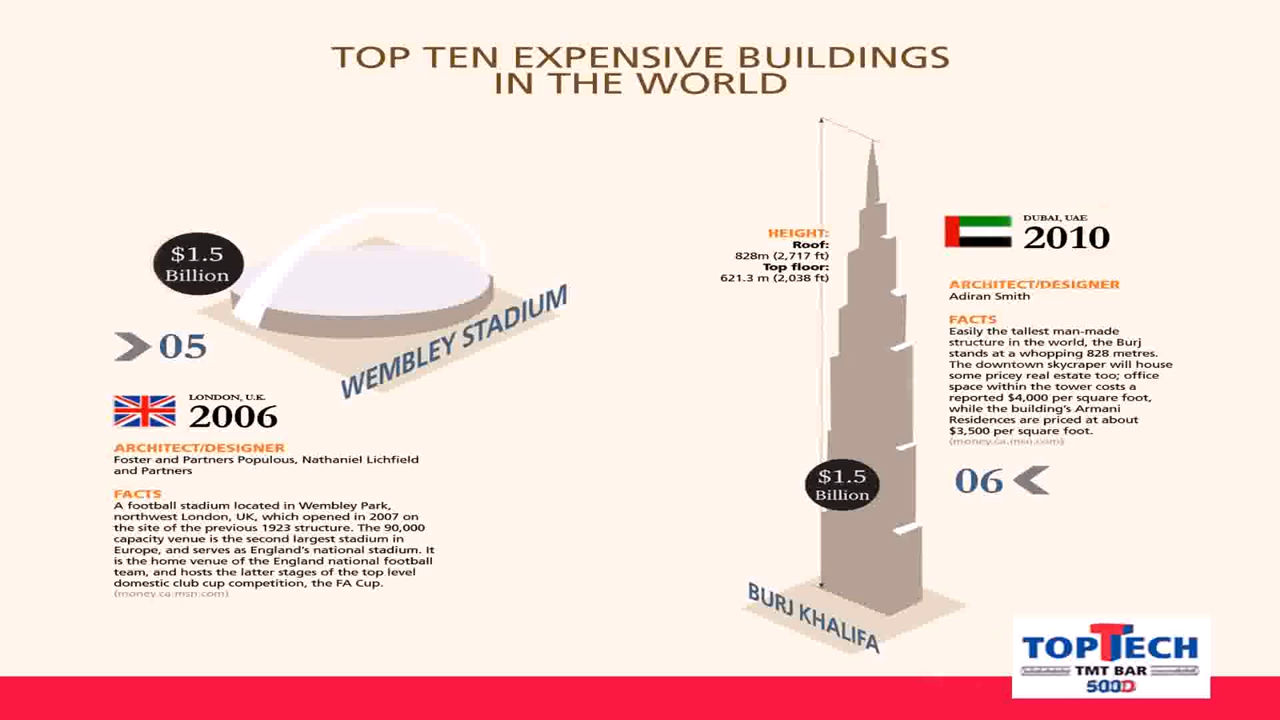 TOP TEN EXPENSIVE BUILDINGS
IN THE WORLD
$1.5
Billion
WEMBLEY STADIUM
05
LONDON, U.K.
2006
ARCHITECT/DESIGNER
Foster and Partners Populous, Nathaniel Lichfield
and Partners
FACTS
A football stadium located in Wembley Park,
northwest London, UK, which opened in 2007 on
the site of the previous 1923 structure. The 90,000
capacity venue is the second largest stadium in
Europe, and serves as England's national stadium. It
is the home venue of the England national football
team, and hosts the latter stages of the top level
domestic club cup competition, the FA Cup.
(money.ca.msn.com)
HEIGHT:
Roof:
828m (2,717 ft)
Top floor:
621.3 m (2,038 ft)
$1.5
Billion
BURJ KHALIFA
DUBAI, UAE
2010
ARCHITECT/DESIGNER
Adiran Smith
FACTS
Easily the tallest man-made
structure in the world, the Burj
stands at a whopping 828 metres.
The downtown skycraper will house
some pricey real estate too; office
space within the tower costs a
reported $4,000 per square foot,
while the building's Armani
Residences are priced at about
$3,500 per square foot.
(money.ca.msn.com)
06
TOPTECH
TMT BAR
500D